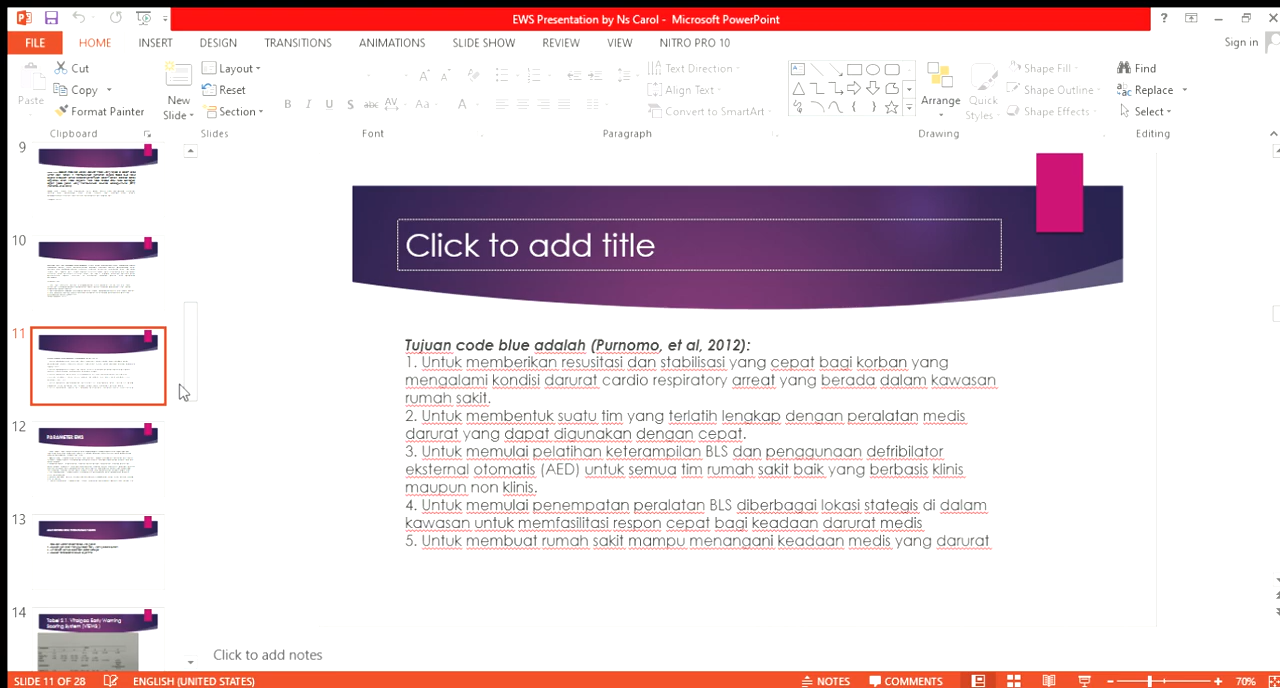 EWS Presentation by Ns Carol - Microsoft PowerPoint
FILE HOME INSERT DESIGN TRANSITIONS ANIMATIONS SLIDE SHOW REVIEW VIEW NITRO PRO 10 Sign in
Paste
Cut
Copy
Format Painter
Clipboard
New Slide
Layout
Reset
Section
Slides
Font
Text Direction
Align Text
Convert to SmartArt
Paragraph
Arrange
Quick Styles
Shape Fill
Shape Outline
Shape Effects
Drawing
Find
Replace
Select
Editing
9
10
11
12
PARAMETER EWS
13
14
Click to add title
Tujuan code blue adalah (Purnomo, et al, 2012):
1. Untuk memberikan resusitasi dan stabilisasi yang cepat bagi korban yang
mengalami kondisi darurat cardio respiratory arreat yang berada dalam kawasan
rumah sakit.
2. Untuk membentuk suatu tim yang terlatih lengkap dengan peralatan medis
darurat yang dapat digunakan dengan cepat.
3. Untuk memulai pelatihan keterampilan BLS dan penggunaan defribilator
eksternal otomatis (AED) untuk semua tim rumah sakit baik yang berbasis klinis
maupun non klinis.
4. Untuk memulai penempatan peralatan BLS diberbagai lokasi stategis di dalam
kawasan untuk memfasilitasi respon cepat bagi keadaan darurat medis
5. Untuk membuat rumah sakit mampu menangani keadaan medis yang darurat
Click to add notes
SLIDE 11 OF 28 ENGLISH (UNITED STATES) NOTES COMMENTS 70%